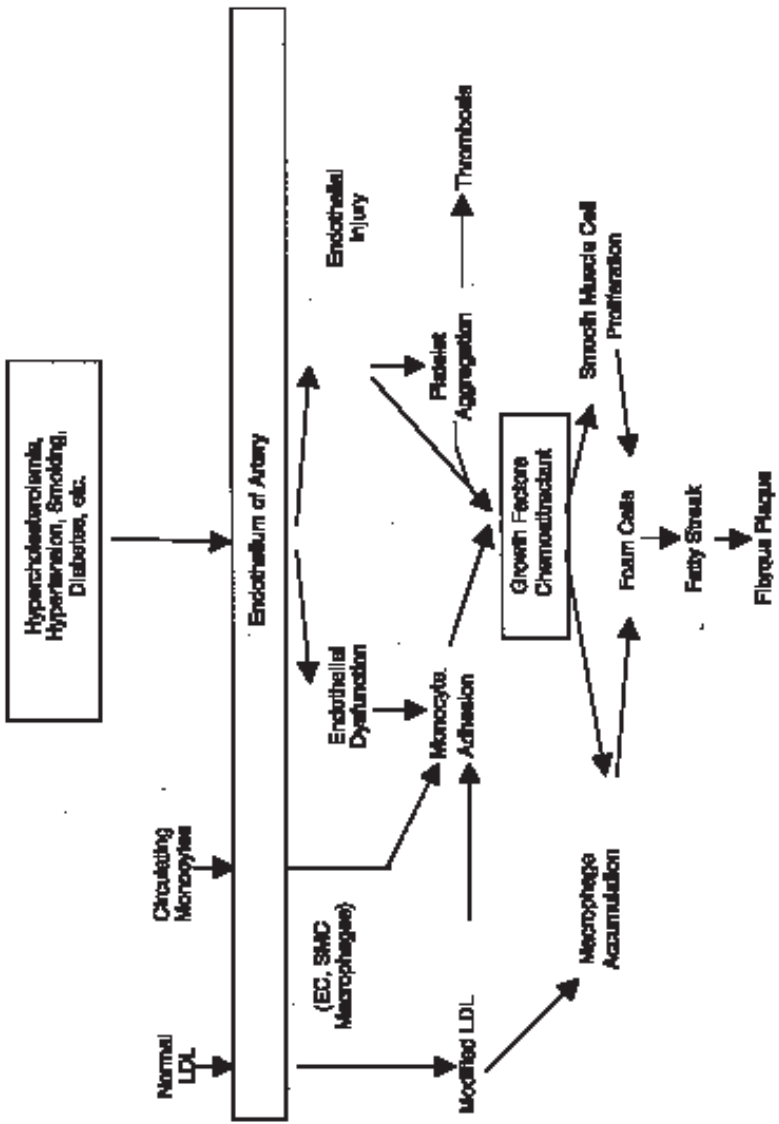 Hypercholesterolemia,
Hypertension, Smoking,
Diabetes, etc.
Normal
LDL
Circulating
Monocytes
Endothelium of Artery
(EC, SMC
Macrophages)
Endothelial
Dysfunction
Endothelial
Injury
Modified LDL
Monocyte
Adhesion
Platelet
Aggregation
Thrombosis
Growth Factors
Chemoattractant
Macrophage
Accumulation
Smooth Muscle Cell
Proliferation
Foam Cells
Fatty Streak
Fibrous Plaque